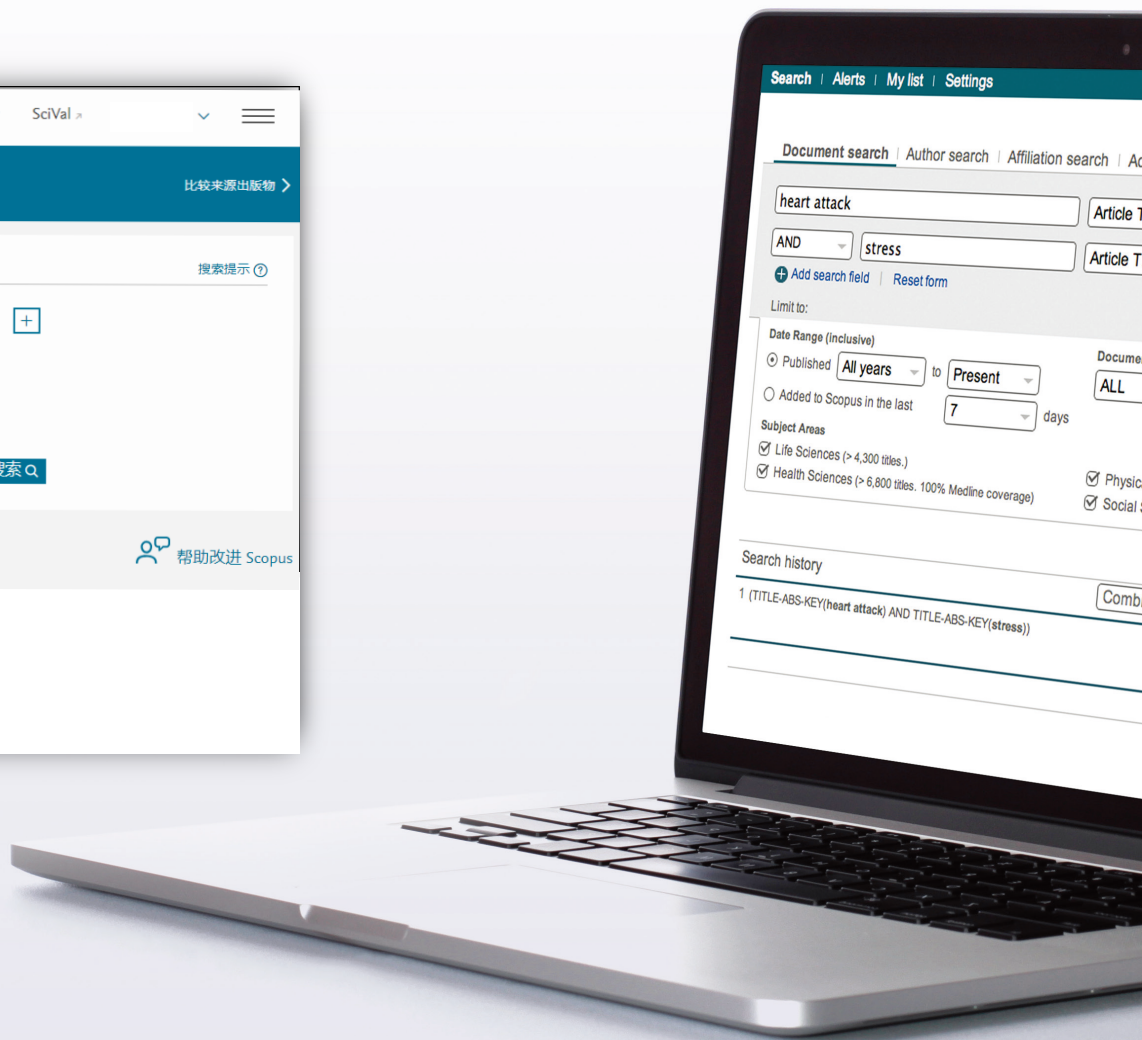 SciVal
比较来源出版物
搜索提示
搜索
帮助改进 Scopus
Search | Alerts | My list | Settings
Document search | Author search | Affiliation search
heart attack
Article
AND
stress
Article
Add search field | Reset form
Limit to:
Date Range (inclusive)
Published All years to Present
ALL
Added to Scopus in the last 7 days
Subject Areas
Life Sciences (> 4,300 titles.)
Health Sciences (> 6,800 titles. 100% Medline coverage)
Social
Search history
1 (TITLE-ABS-KEY(heart attack) AND TITLE-ABS-KEY(stress))